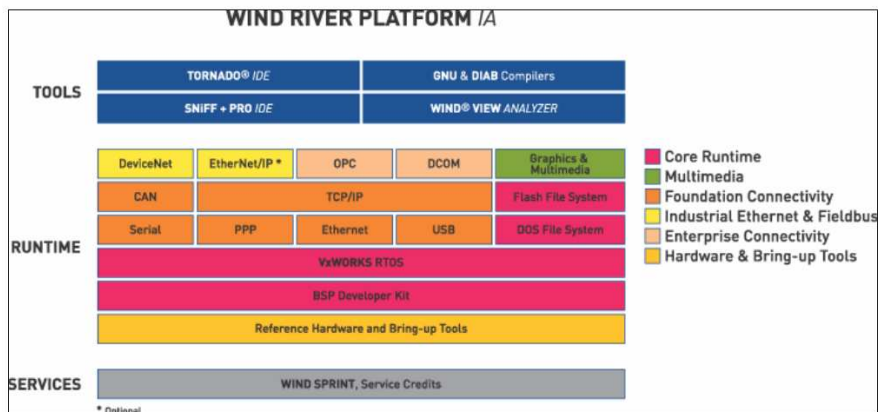 WIND RIVER PLATFORM IA
TOOLS
TORNADO® IDE
GNU & DIAB Compilers
SNiFF + PRO IDE
WIND® VIEW ANALYZER
RUNTIME
DeviceNet
EtherNet/IP *
OPC
DCOM
Graphics &
Multimedia
CAN
TCP/IP
Flash File System
Serial
PPP
Ethernet
USB
DOS File System
VxWORKS RTOS
BSP Developer Kit
Reference Hardware and Bring-up Tools
Core Runtime
Multimedia
Foundation Connectivity
Industrial Ethernet & Fieldbus
Enterprise Connectivity
Hardware & Bring-up Tools
SERVICES
WIND SPRINT, Service Credits
* Optional